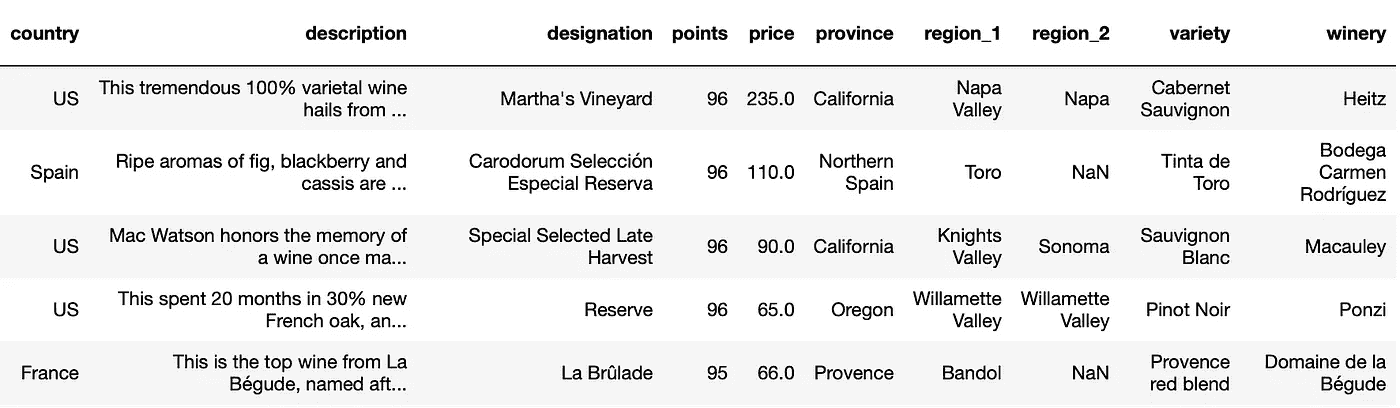 country description designation points price province region_1 region_2 variety winery
US This tremendous 100% varietal wine hails from ... Martha's Vineyard 96 235.0 California Napa Valley Napa Cabernet Sauvignon Heitz
Spain Ripe aromas of fig, blackberry and cassis are ... Carodorum Selección Especial Reserva 96 110.0 Northern Spain Toro NaN Tinta de Toro Bodega Carmen Rodríguez
US Mac Watson honors the memory of a wine once ma... Special Selected Late Harvest 96 90.0 California Knights Valley Sonoma Sauvignon Blanc Macauley
US This spent 20 months in 30% new French oak, an... Reserve 96 65.0 Oregon Willamette Valley Willamette Valley Pinot Noir Ponzi
France This is the top wine from La Bégude, named aft... La Brûlade 95 66.0 Provence Bandol NaN Provence red blend Domaine de la Bégude